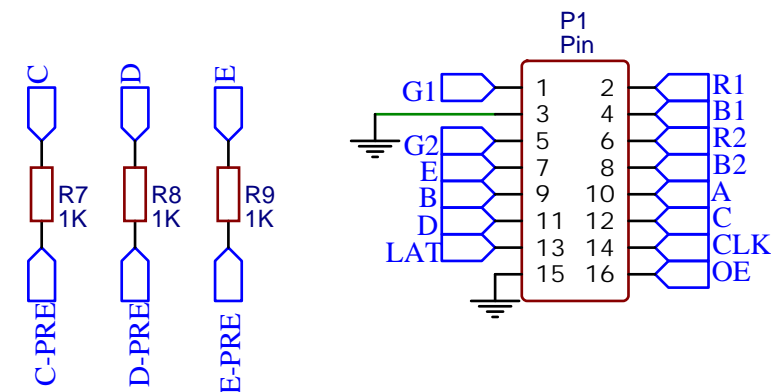 C
D
E
R7
1K
R8
1K
R9
1K
C-PRE
D-PRE
E-PRE
P1
Pin
G1 1 2 R1
3 4 B1
G2 5 6 R2
E 7 8 B2
B 9 10 A
D 11 12 C
LAT 13 14 CLK
15 16 OE